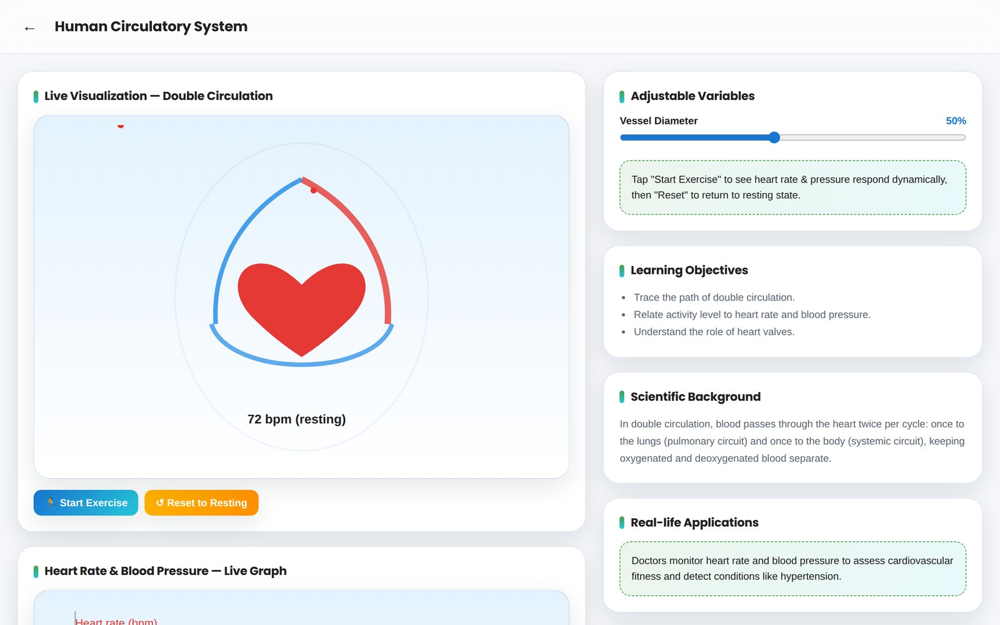 ← Human Circulatory System
Live Visualization — Double Circulation
72 bpm (resting)
🏃 Start Exercise
↺ Reset to Resting
Heart Rate & Blood Pressure — Live Graph
Heart rate (bpm)
Adjustable Variables
Vessel Diameter 50%
Tap "Start Exercise" to see heart rate & pressure respond dynamically,
then "Reset" to return to resting state.
Learning Objectives
• Trace the path of double circulation.
• Relate activity level to heart rate and blood pressure.
• Understand the role of heart valves.
Scientific Background
In double circulation, blood passes through the heart twice per cycle: once to
the lungs (pulmonary circuit) and once to the body (systemic circuit), keeping
oxygenated and deoxygenated blood separate.
Real-life Applications
Doctors monitor heart rate and blood pressure to assess cardiovascular
fitness and detect conditions like hypertension.